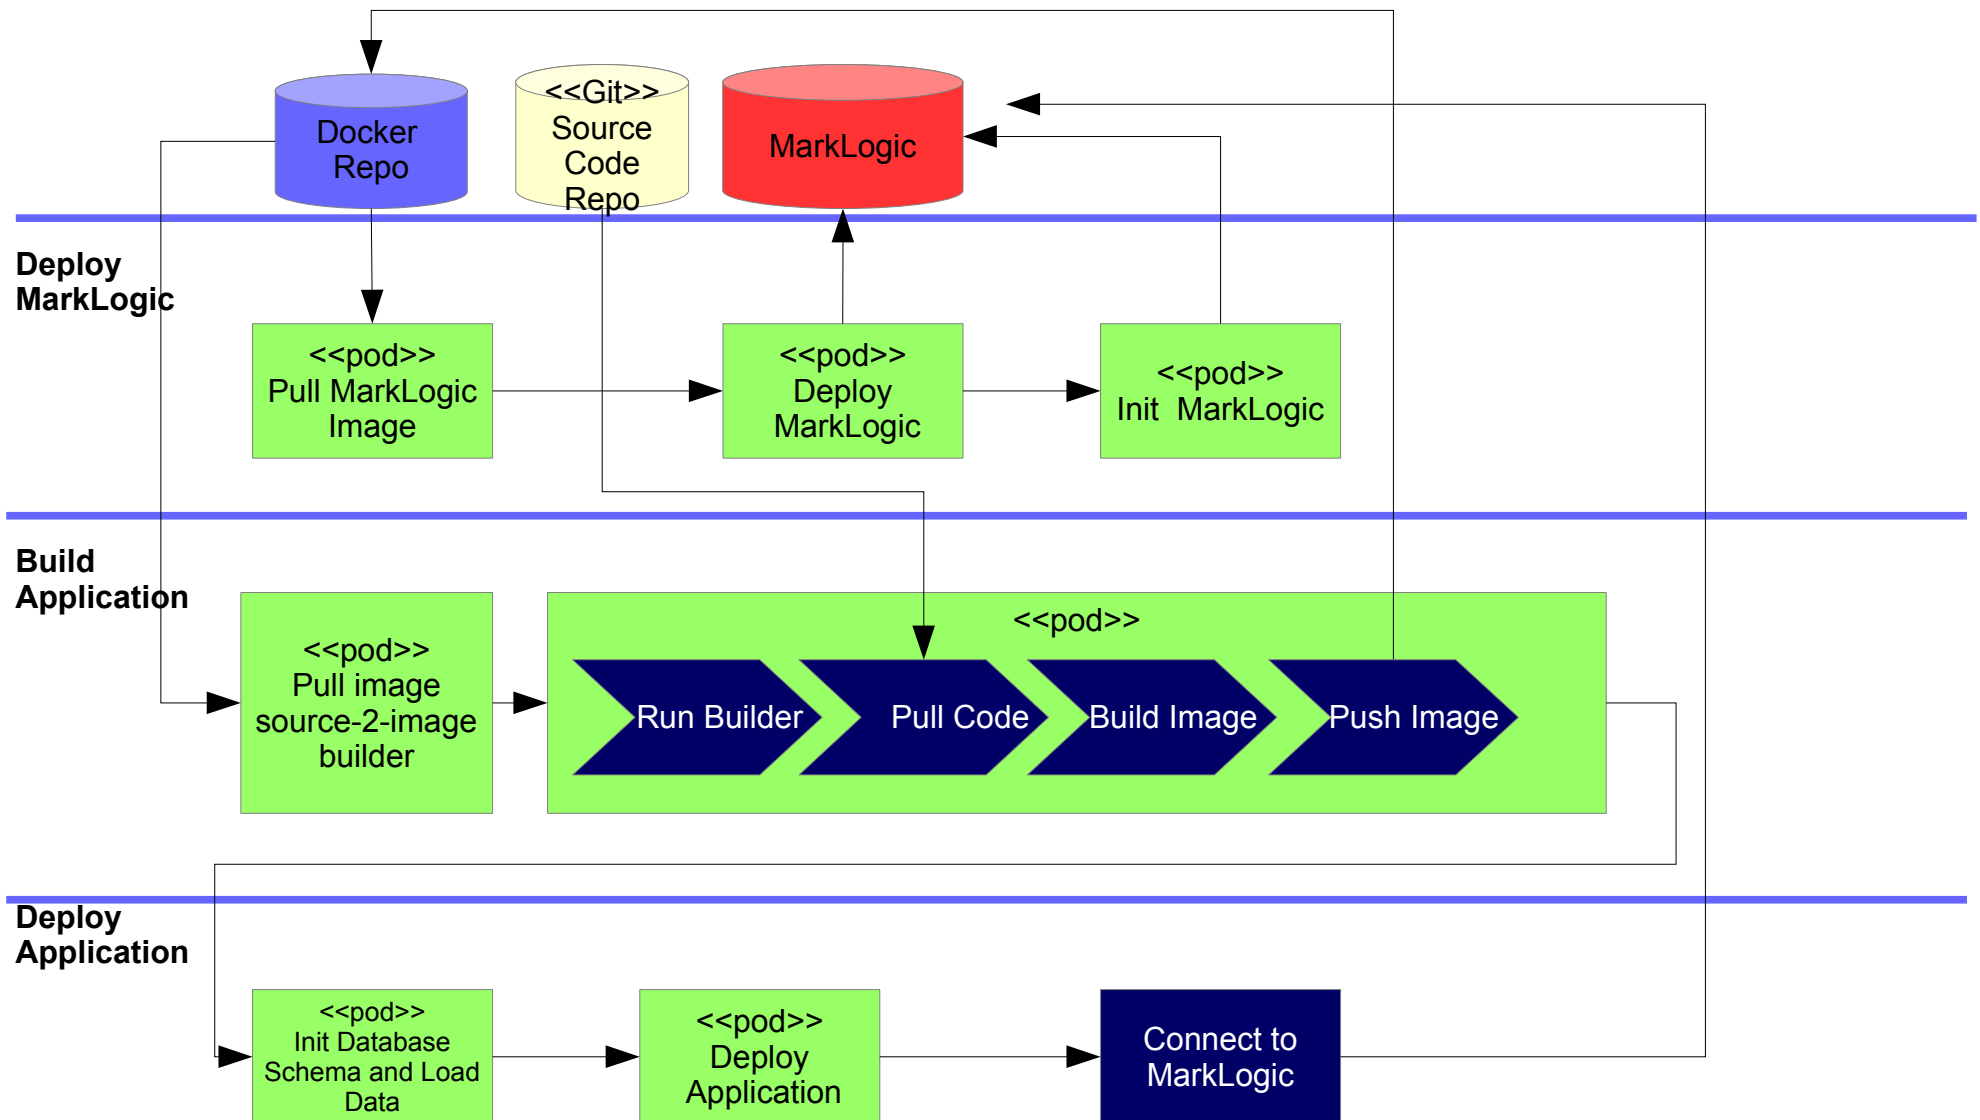 Docker
Repo
<<Git>>
Source
Code
Repo
MarkLogic
Deploy
MarkLogic
<<pod>>
Pull MarkLogic
Image
<<pod>>
Deploy
MarkLogic
<<pod>>
Init  MarkLogic
Build
Application
<<pod>>
Pull image
source-2-image
builder
<<pod>>
Run Builder
Pull Code
Build Image
Push Image
Deploy
Application
<<pod>>
Init Database
Schema and Load
Data
<<pod>>
Deploy
Application
Connect to
MarkLogic